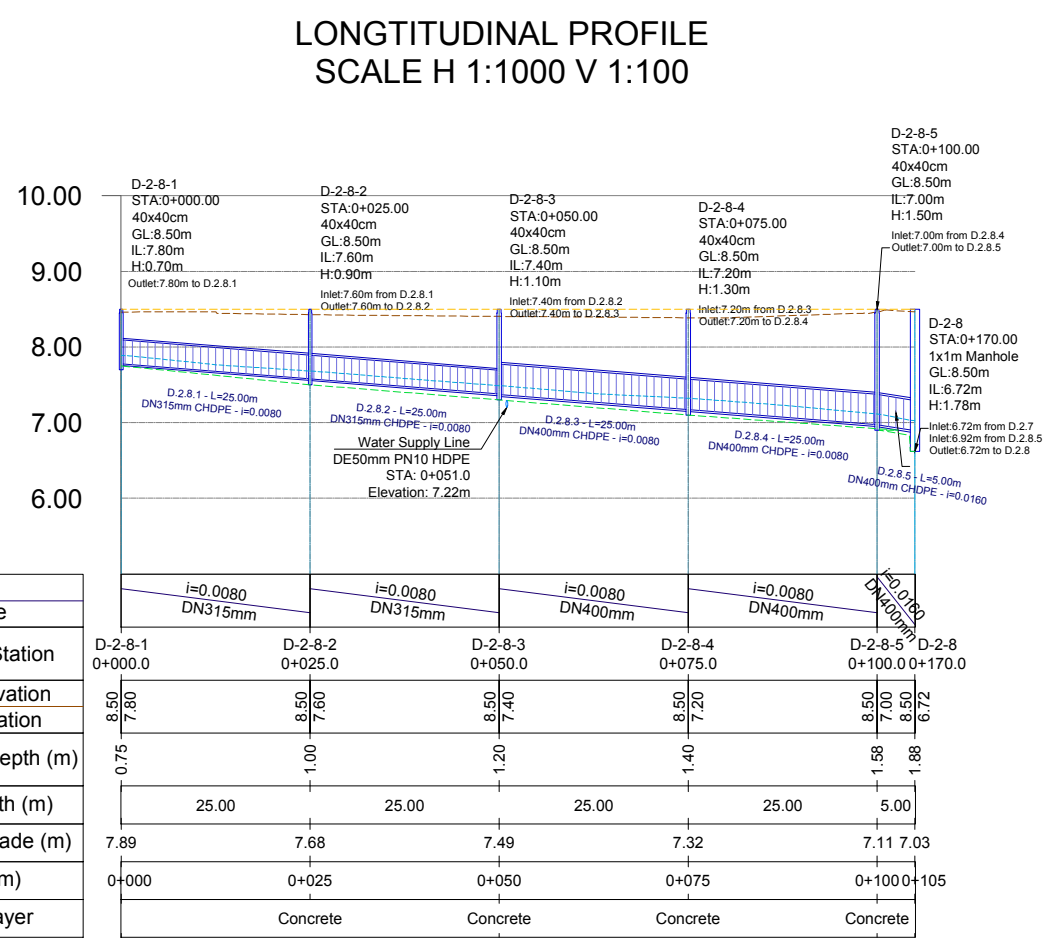 LONGTITUDINAL PROFILE
SCALE H 1:1000 V 1:100
10.00
9.00
8.00
7.00
6.00
D-2-8-1
STA:0+000.00
40x40cm
GL:8.50m
IL:7.80m
H:0.70m
Outlet:7.80m to D.2.8.1
D-2-8-2
STA:0+025.00
40x40cm
GL:8.50m
IL:7.60m
H:0.90m
Inlet:7.60m from D.2.8.1
Outlet:7.60m to D.2.8.2
D-2-8-3
STA:0+050.00
40x40cm
GL:8.50m
IL:7.40m
H:1.10m
Inlet:7.40m from D.2.8.2
Outlet:7.40m to D.2.8.3
D-2-8-4
STA:0+075.00
40x40cm
GL:8.50m
IL:7.20m
H:1.30m
Inlet:7.20m from D.2.8.3
Outlet:7.20m to D.2.8.4
D-2-8-5
STA:0+100.00
40x40cm
GL:8.50m
IL:7.00m
H:1.50m
Inlet:7.00m from D.2.8.4
Outlet:7.00m to D.2.8.5
D-2-8
STA:0+170.00
1x1m Manhole
GL:8.50m
IL:6.72m
H:1.78m
Inlet:6.72m from D.2.7
Inlet:6.92m from D.2.8.5
Outlet:6.72m to D.2.8
D.2.8.1 - L=25.00m
DN315mm CHDPE - i=0.0080
D.2.8.2 - L=25.00m
DN315mm CHDPE - i=0.0080
D.2.8.3 - L=25.00m
DN400mm CHDPE - i=0.0080
D.2.8.4 - L=25.00m
DN400mm CHDPE - i=0.0080
D.2.8.5 - L=5.00m
DN400mm CHDPE - i=0.0160
Water Supply Line
DE50mm PN10 HDPE
STA: 0+051.0
Elevation: 7.22m
e
i=0.0080
DN315mm
i=0.0080
DN315mm
i=0.0080
DN400mm
i=0.0080
DN400mm
i=0.0160
DN400mm
Station
D-2-8-1 D-2-8-2 D-2-8-3 D-2-8-4 D-2-8-5 D-2-8
0+000.0 0+025.0 0+050.0 0+075.0 0+100.0 0+170.0
vation
8.50 8.50 8.50 8.50 8.50 8.50
ation
7.80 7.60 7.40 7.20 7.00 6.72
epth (m) 0.75 1.00 1.20 1.40 1.58 1.88
th (m) 25.00 25.00 25.00 25.00 5.00
ade (m) 7.89 7.68 7.49 7.32 7.11 7.03
m) 0+000 0+025 0+050 0+075 0+100 0+105
ayer Concrete Concrete Concrete Concrete